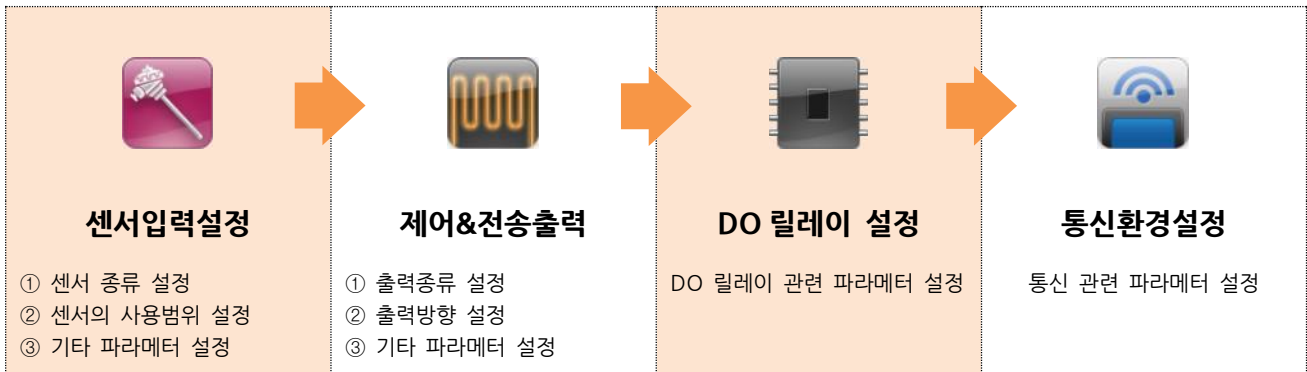 센서입력설정
① 센서 종류 설정
② 센서의 사용범위 설정
③ 기타 파라메터 설정
제어&전송출력
① 출력종류 설정
② 출력방향 설정
③ 기타 파라메터 설정
DO 릴레이 설정
DO 릴레이 관련 파라메터 설정
통신환경설정
통신 관련 파라메터 설정